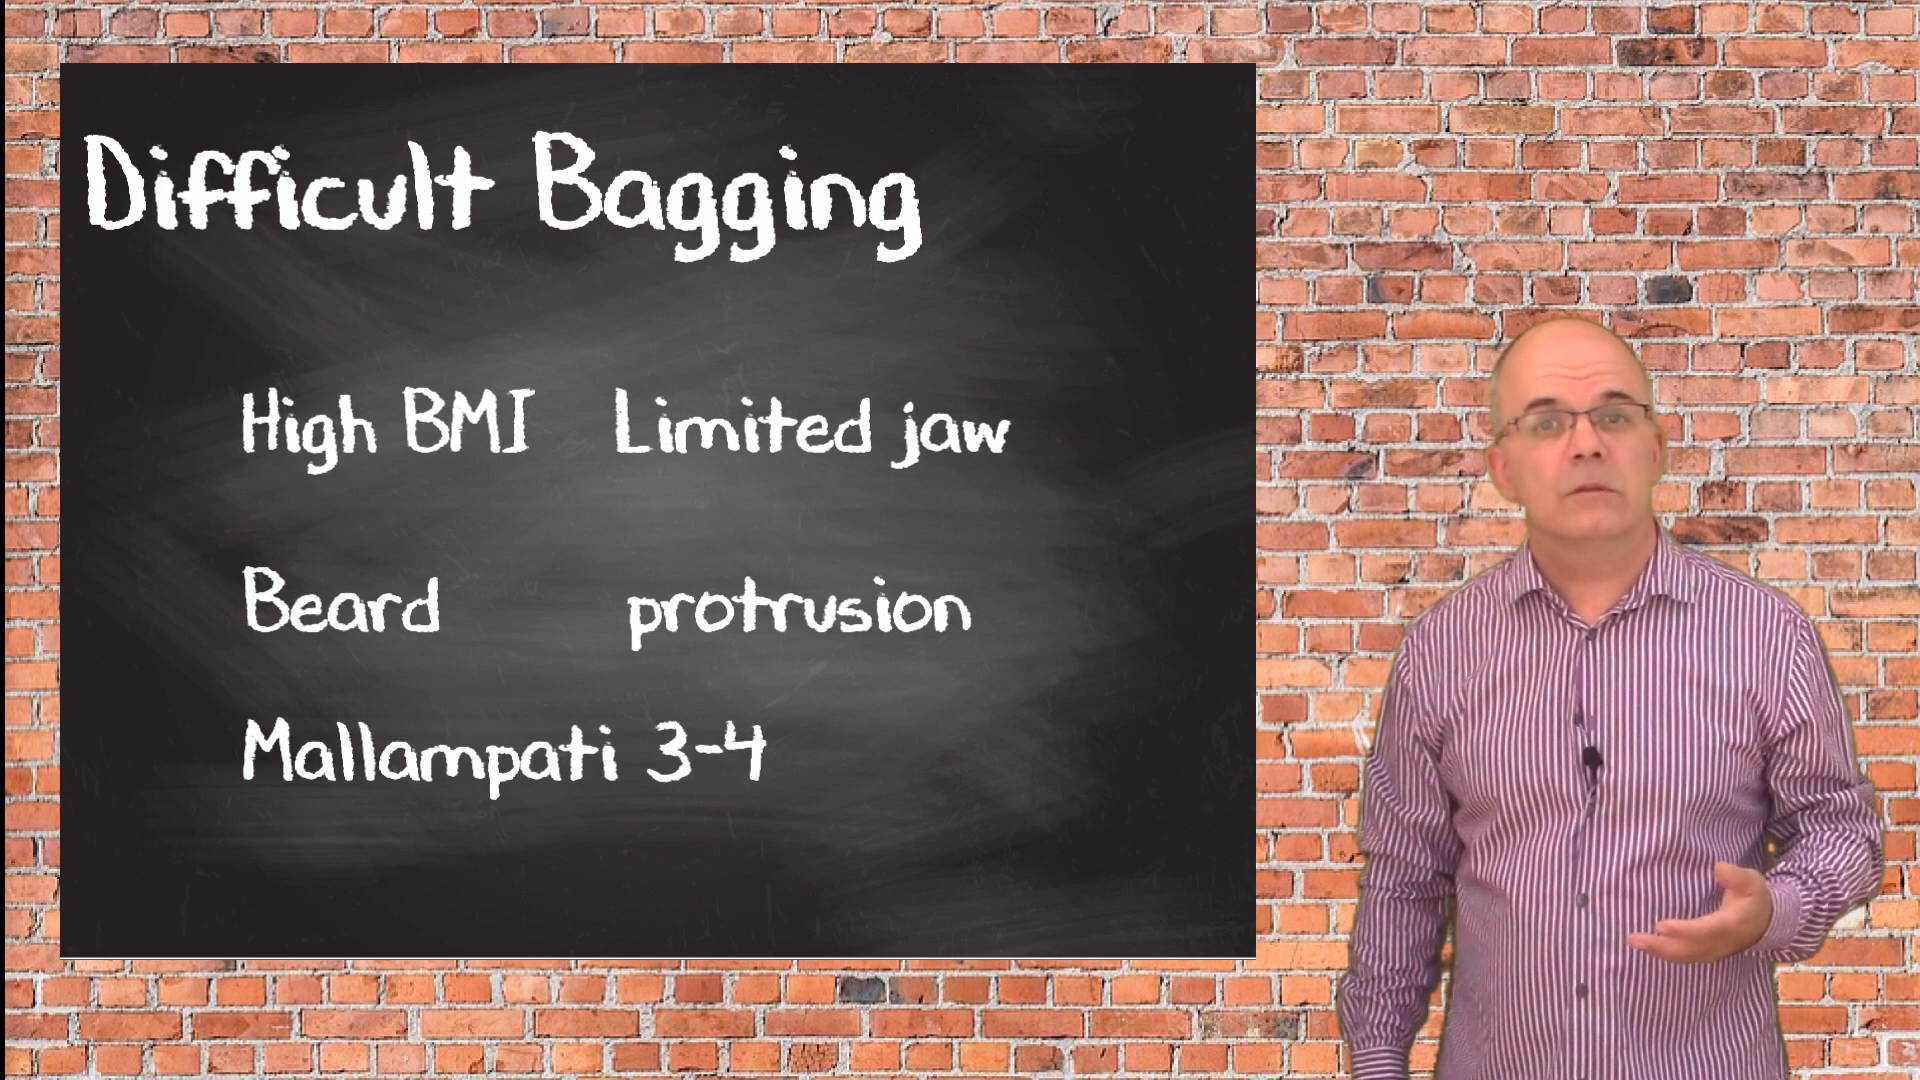 Difficult Bagging
High BMI Limited jaw
Beard protrusion
Mallampati 3-4